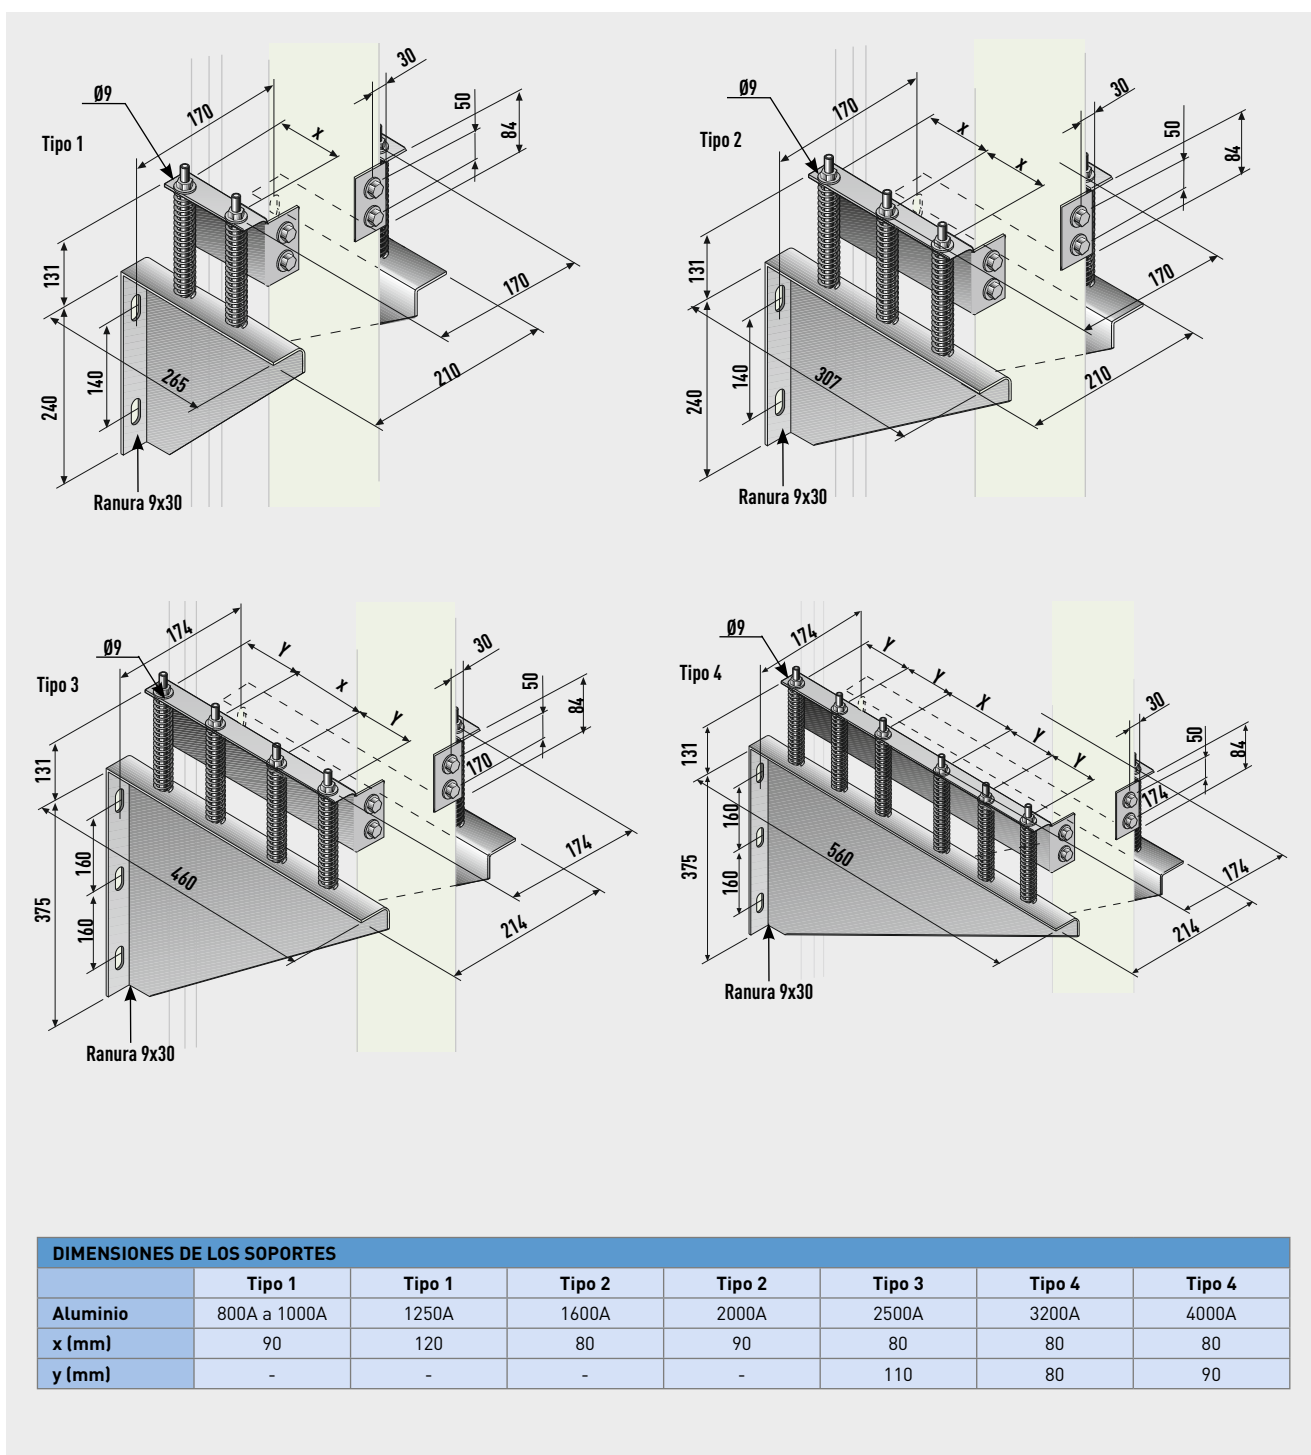 Tipo 1
Ø9
170
x
30
50
84
131
240
140
265
170
210
Ranura 9x30
Tipo 2
Ø9
170
x
x
30
50
84
131
240
140
307
170
210
Ranura 9x30
Tipo 3
Ø9
174
Y
x
Y
30
50
84
170
131
375
160
160
460
174
214
Ranura 9x30
Tipo 4
Ø9
174
Y
Y
X
Y
Y
30
50
84
174
131
375
160
160
560
174
214
Ranura 9x30
DIMENSIONES DE LOS SOPORTES
Tipo 1 Tipo 1 Tipo 2 Tipo 2 Tipo 3 Tipo 4 Tipo 4
Aluminio 800A a 1000A 1250A 1600A 2000A 2500A 3200A 4000A
x (mm) 90 120 80 90 80 80 80
y (mm) - - - - 110 80 90